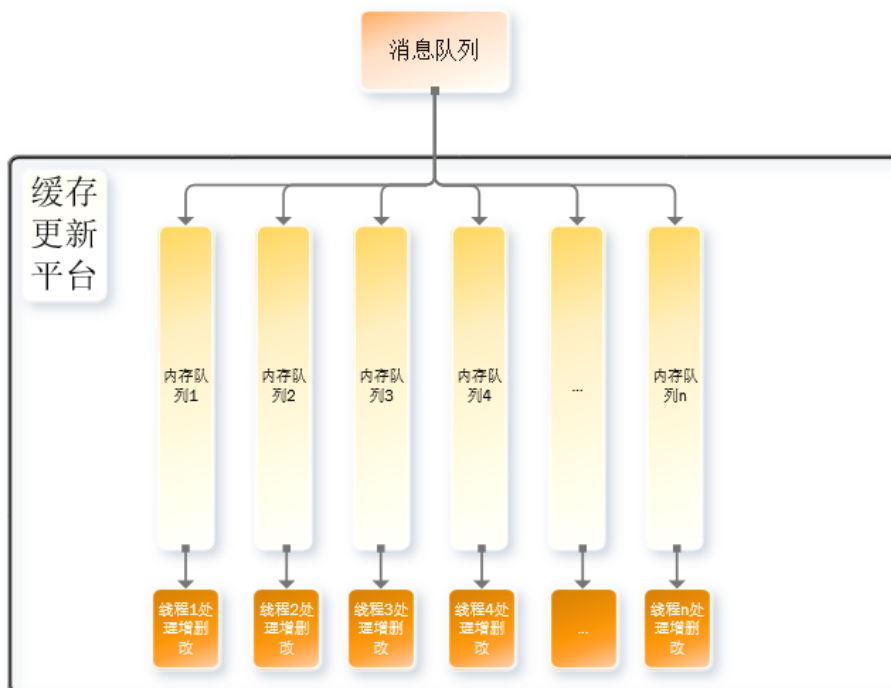 消息队列
缓存
更新
平台
内存队
列1
内存队
列2
内存队
列3
内存队
列4
...
内存队
列n
线程1处
理增删
改
线程2处
理增删
改
线程3处
理增删
改
线程4处
理增删
改
...
线程n处
理增删
改